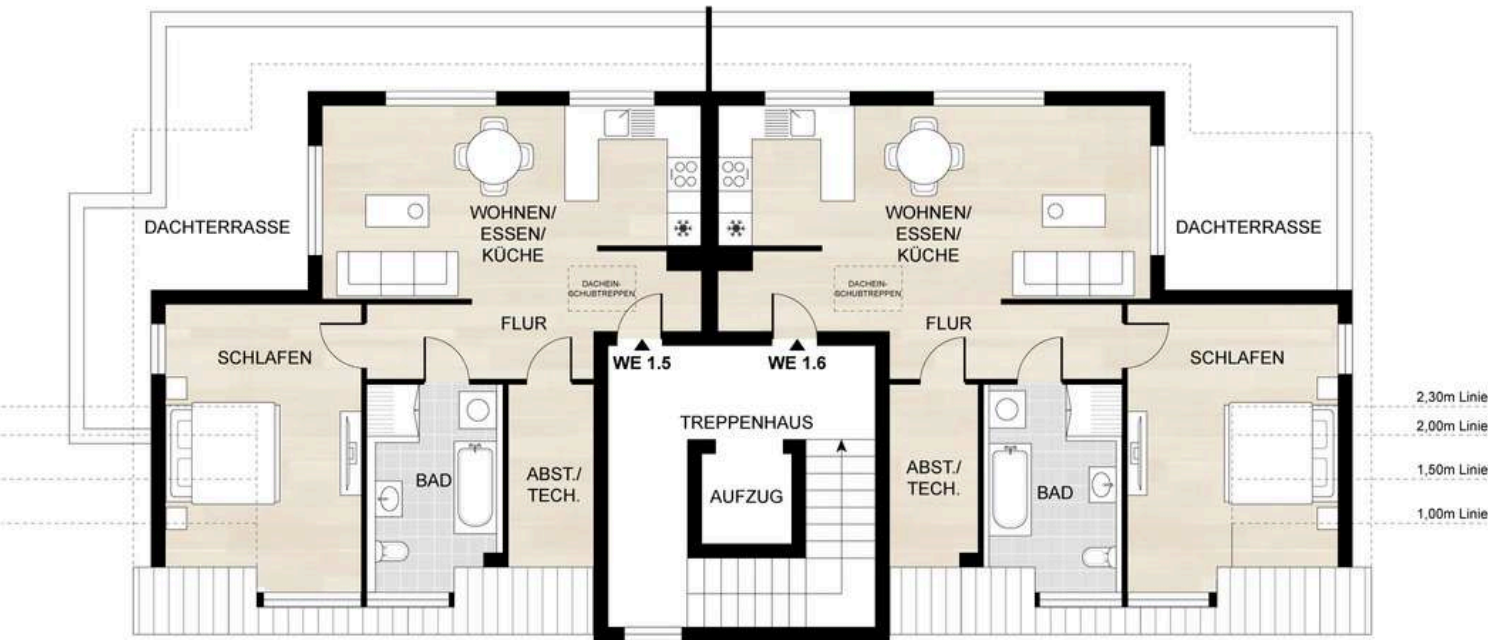 DACHTERRASSE
WOHNEN/
ESSEN/
KÜCHE
DACHEIN-
SCHUBTREPPEN
FLUR
SCHLAFEN
WE 1.5
BAD
ABST./
TECH.
TREPPENHAUS
AUFZUG
WOHNEN/
ESSEN/
KÜCHE
DACHTERRASSE
DACHEIN-
SCHUBTREPPEN
FLUR
WE 1.6
SCHLAFEN
ABST./
TECH.
BAD
2,30m Linie
2,00m Linie
1,50m Linie
1,00m Linie